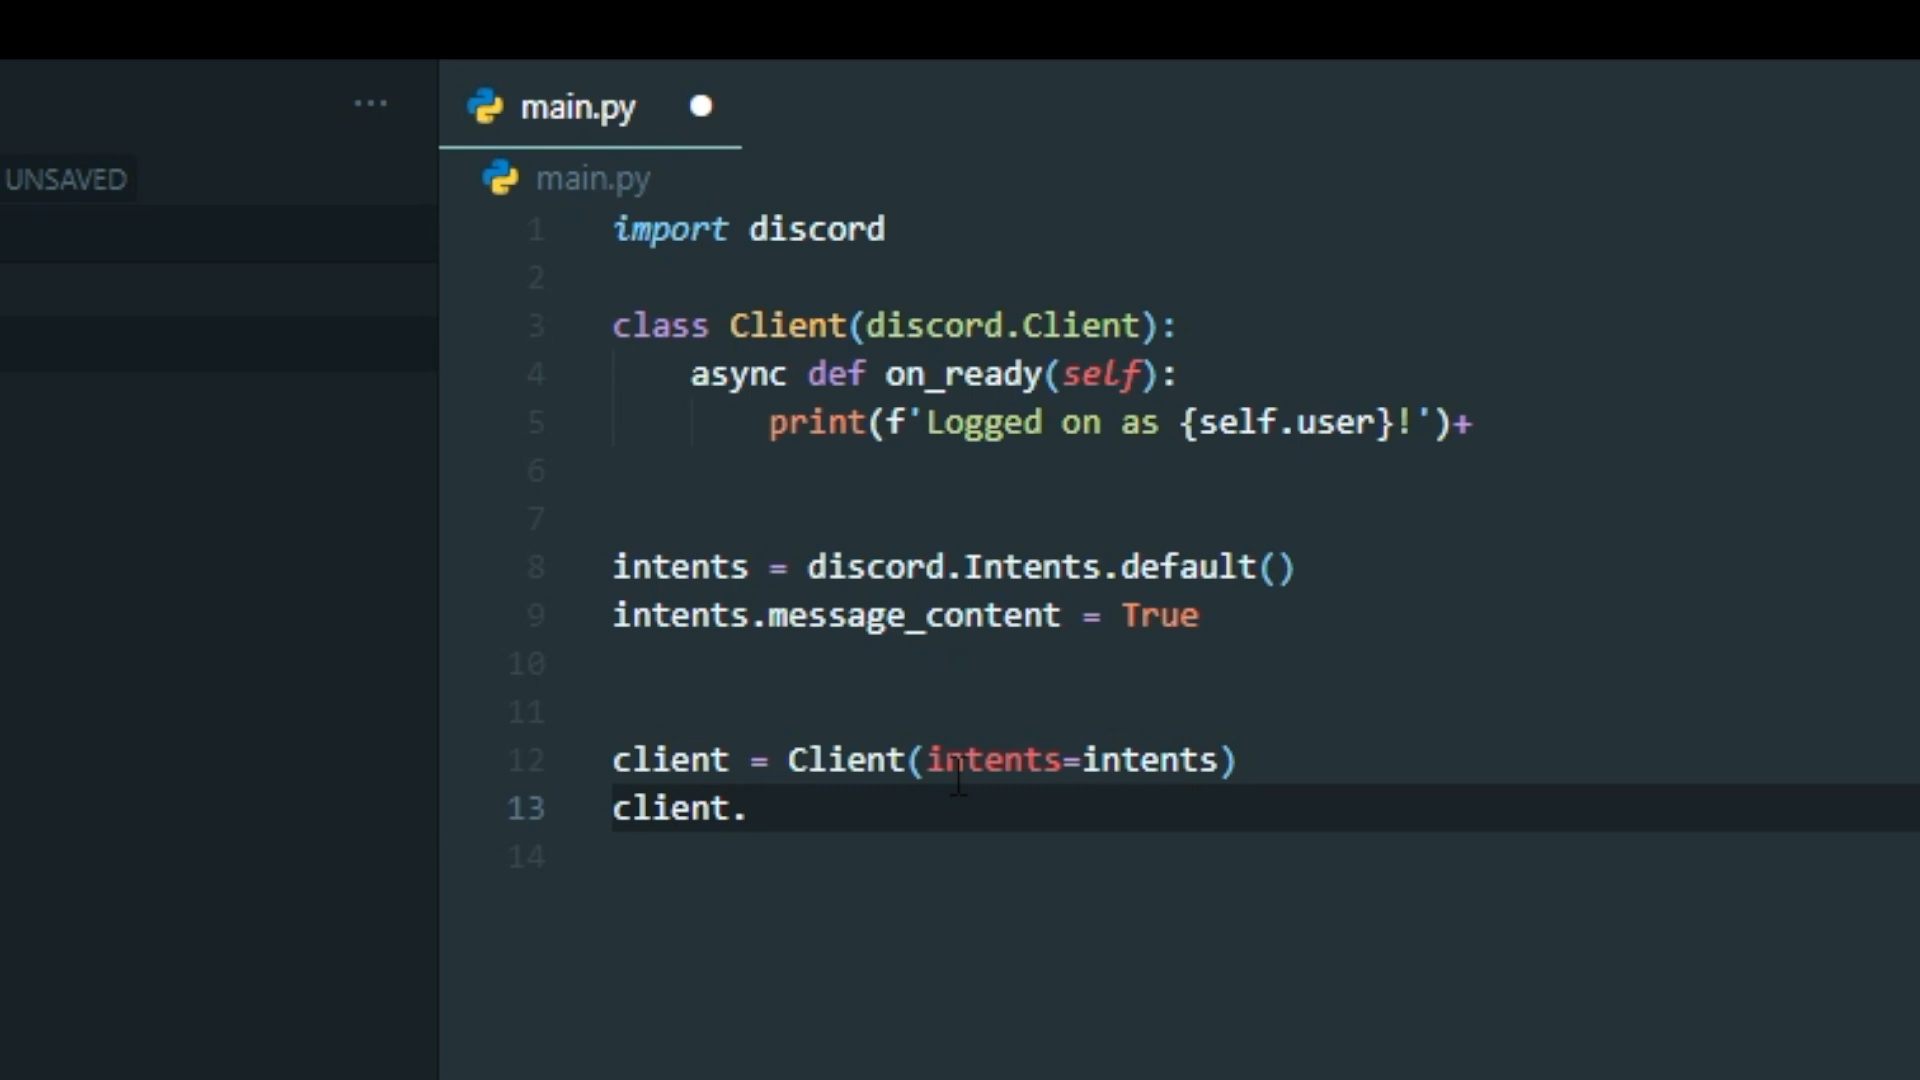 main.py
UNSAVED
main.py
1 import discord
2
3 class Client(discord.Client):
4 async def on_ready(self):
5 print(f'Logged on as {self.user}!')+
6
7
8 intents = discord.Intents.default()
9 intents.message_content = True
10
11
12 client = Client(intents=intents)
13 client.
14